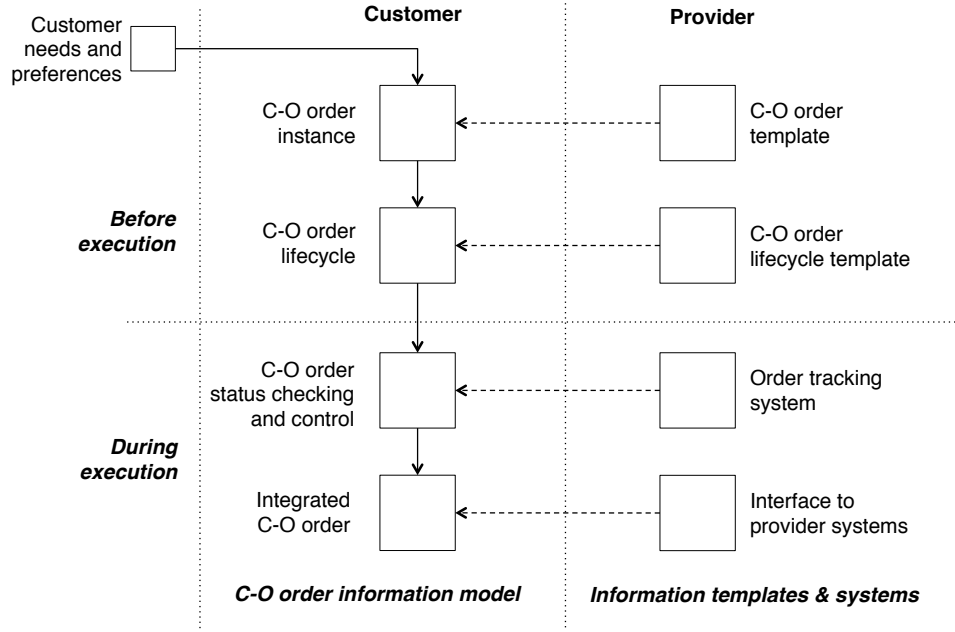 Customer
Provider
Customer
needs and
preferences
C-O order
instance
C-O order
template
Before
execution
C-O order
lifecycle
C-O order
lifecycle template
C-O order
status checking
and control
Order tracking
system
During
execution
Integrated
C-O order
Interface to
provider systems
C-O order information model
Information templates & systems